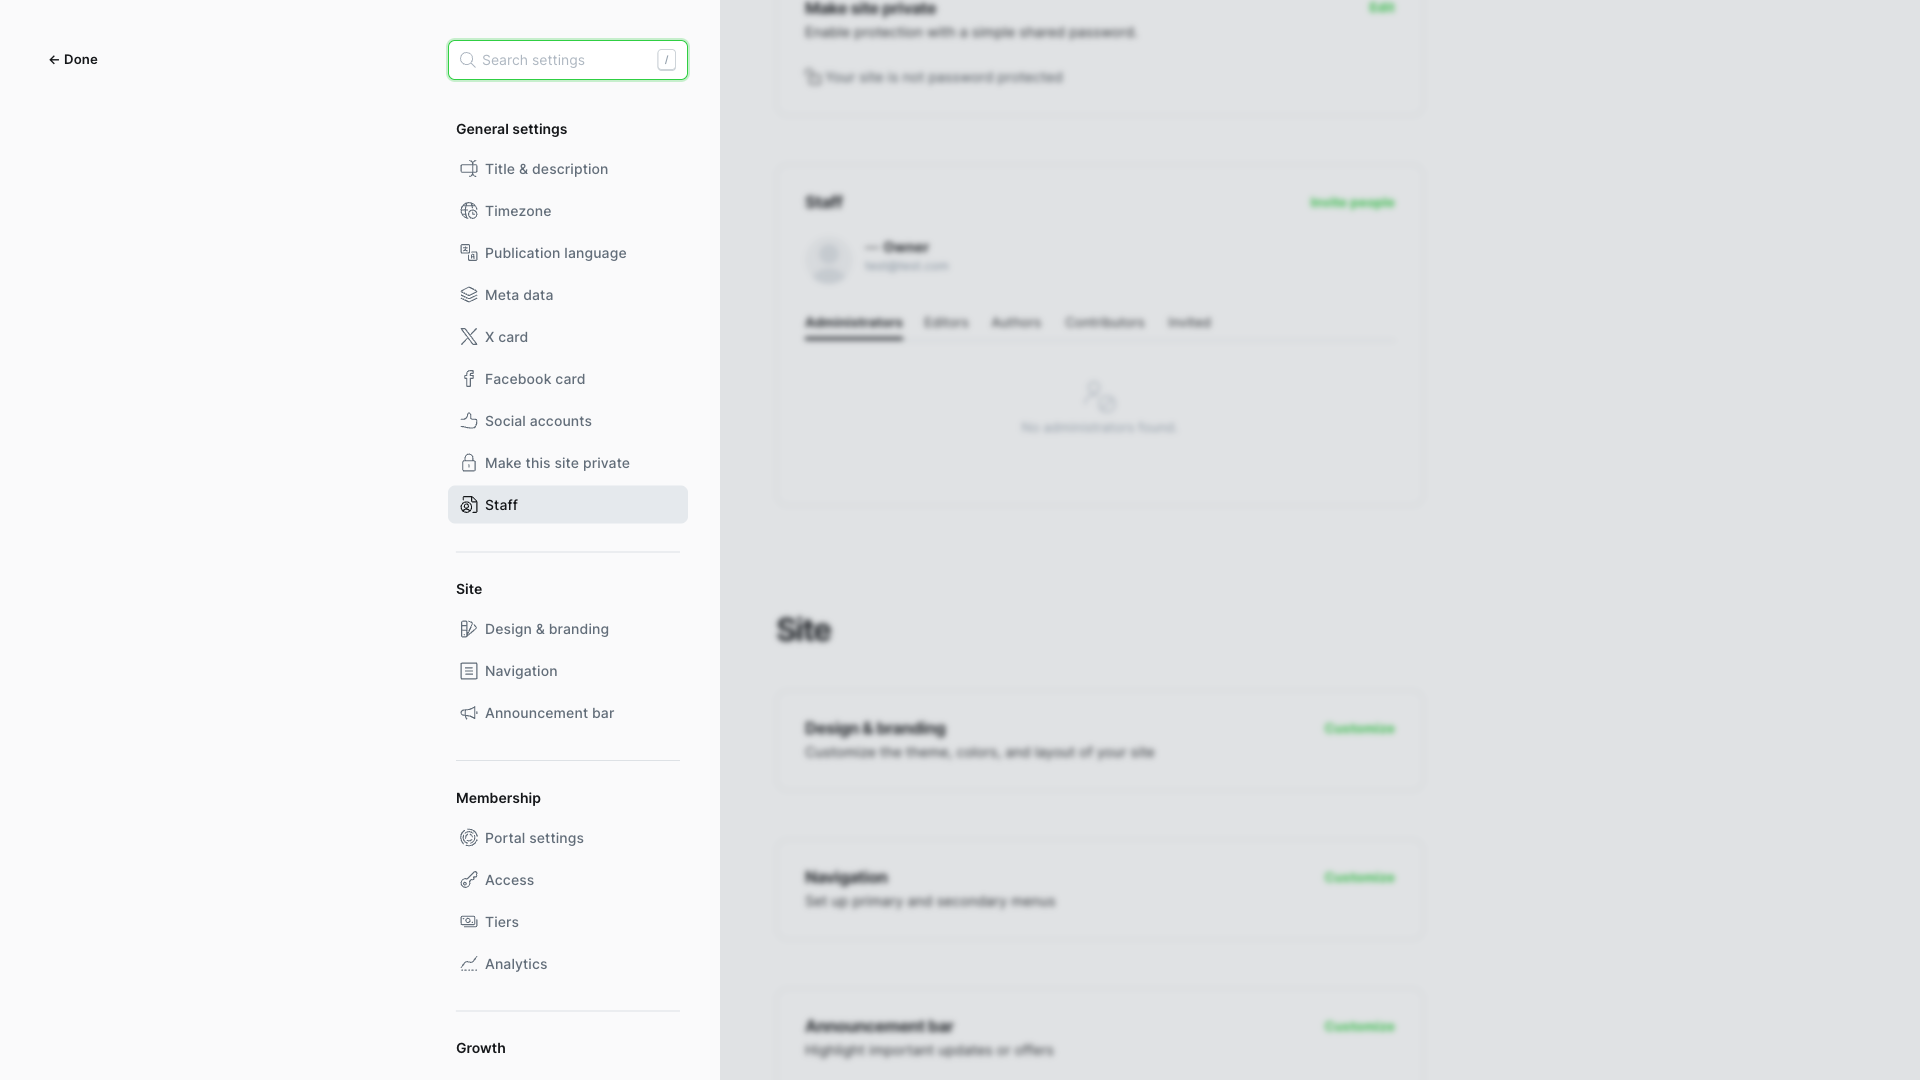 ← Done
Search settings /
General settings
Title & description
Timezone
Publication language
Meta data
X card
Facebook card
Social accounts
Make this site private
Staff
Site
Design & branding
Navigation
Announcement bar
Membership
Portal settings
Access
Tiers
Analytics
Growth
Make site private Edit
Enable protection with a simple shared password.
Your site is not password protected
Staff Invite people
— Owner
test@test.com
Administrators Editors Authors Contributors Invited
No administrators found.
Site
Design & branding Customize
Customize the theme, colors, and layout of your site
Navigation Customize
Set up primary and secondary menus
Announcement bar Customize
Highlight important updates or offers